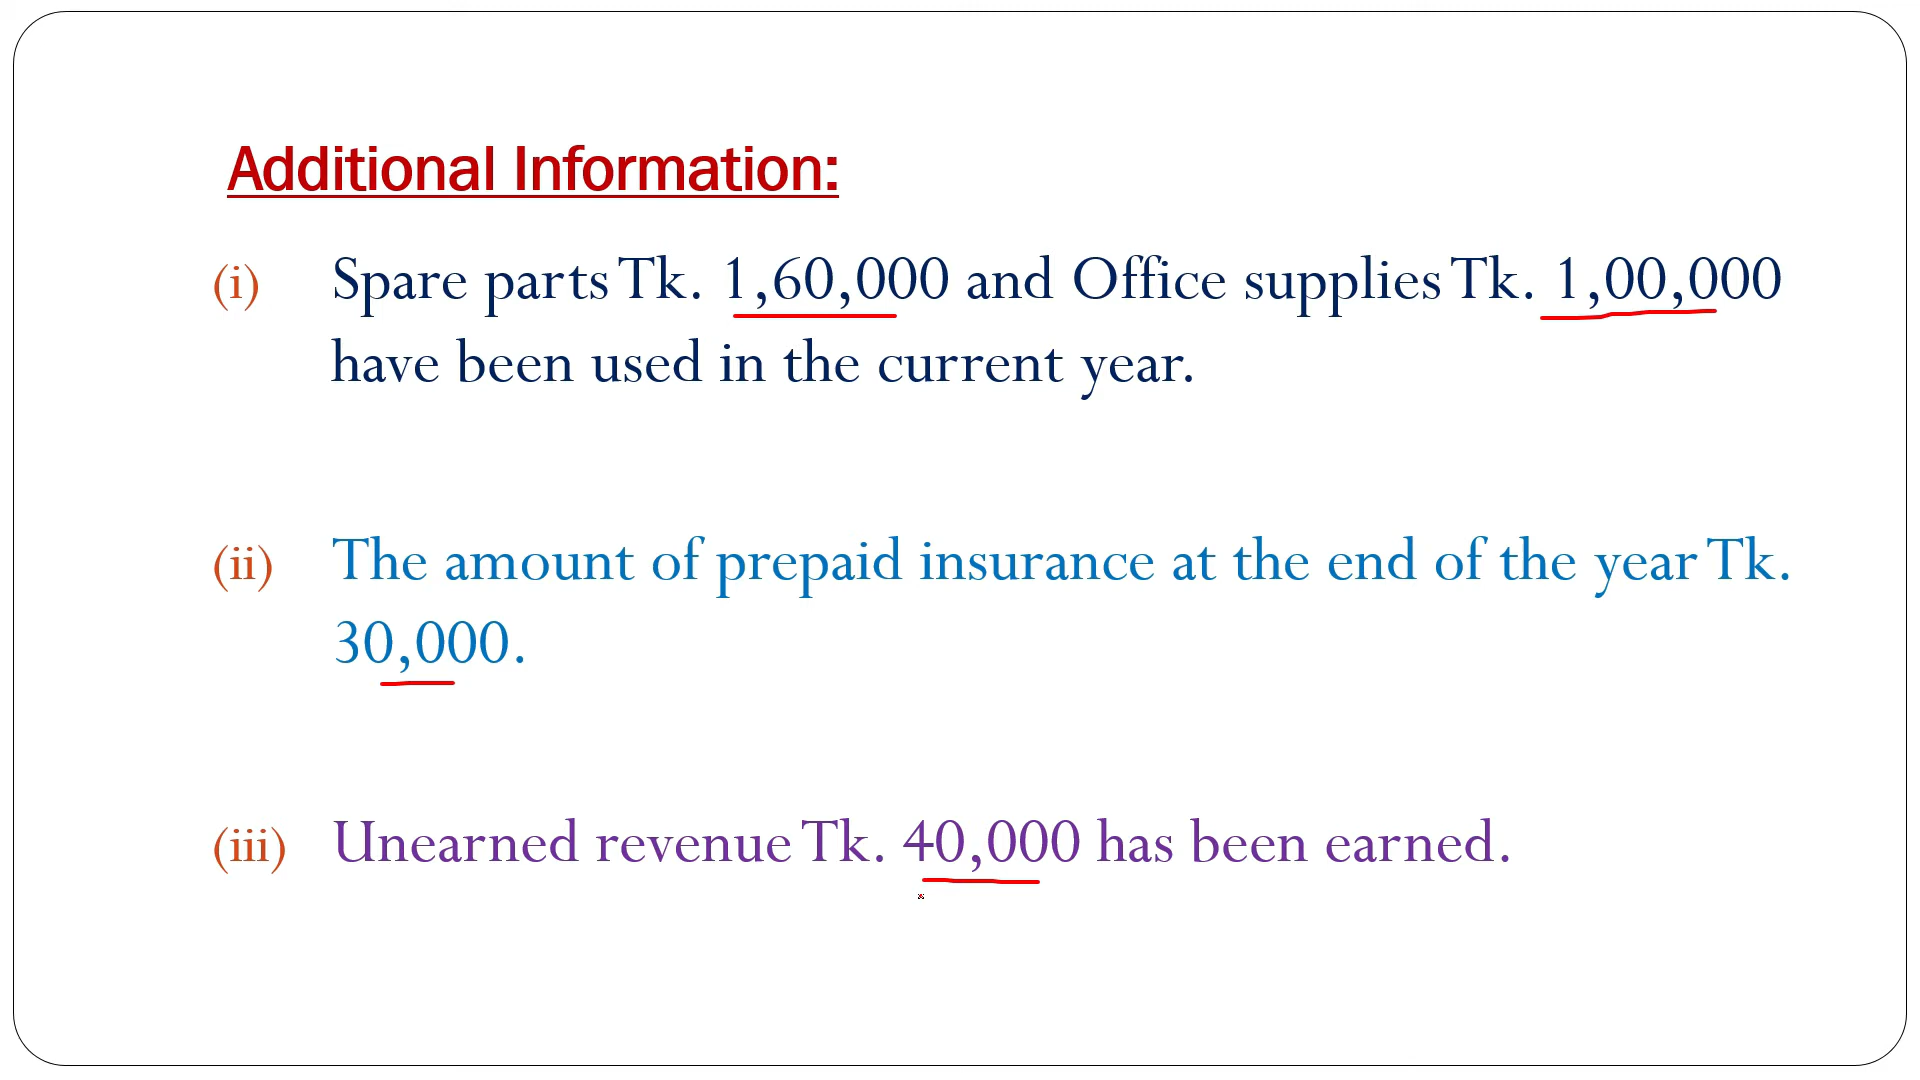 Additional Information:
(i) Spare parts Tk. 1,60,000 and Office supplies Tk. 1,00,000
have been used in the current year.
(ii) The amount of prepaid insurance at the end of the year Tk.
30,000.
(iii) Unearned revenue Tk. 40,000 has been earned.